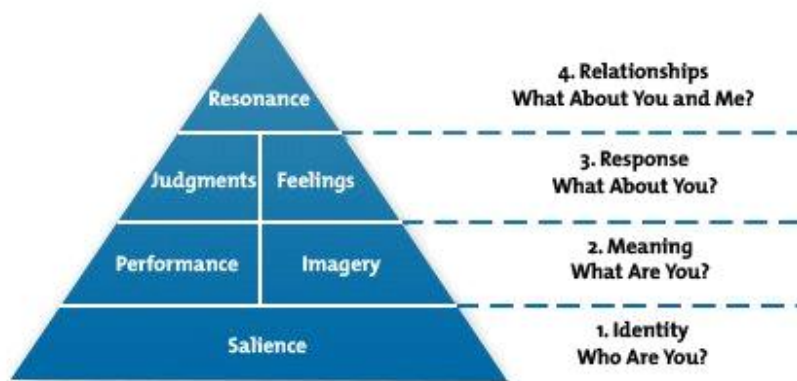 Resonance
4. Relationships
What About You and Me?
Judgments
Feelings
3. Response
What About You?
Performance
Imagery
2. Meaning
What Are You?
Salience
1. Identity
Who Are You?